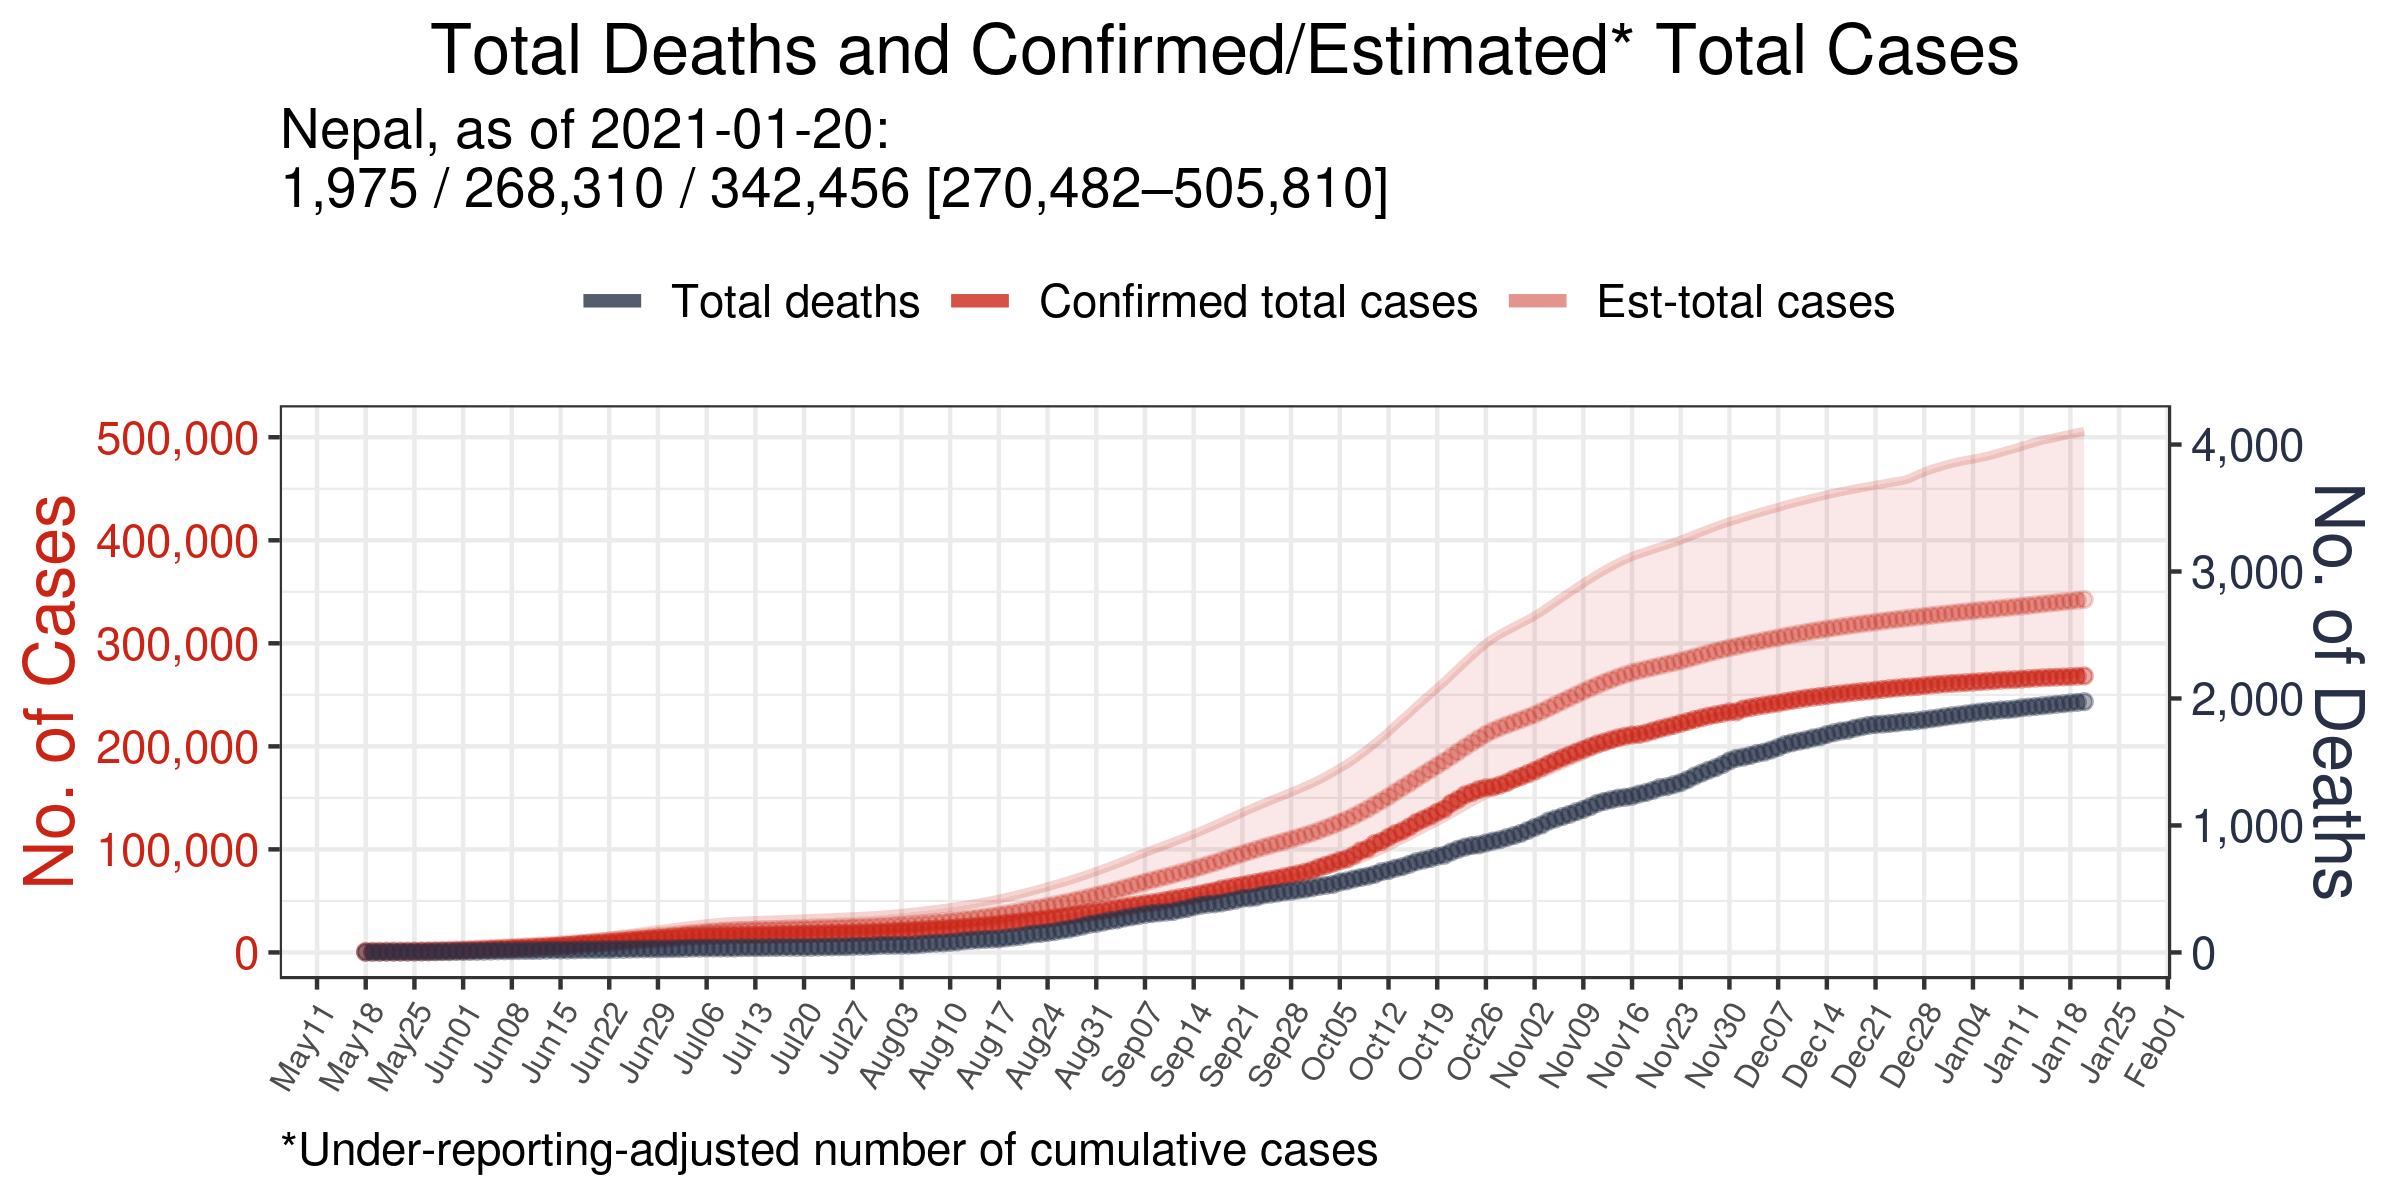 Total Deaths and Confirmed/Estimated* Total Cases
Nepal, as of 2021-01-20:
1,975 / 268,310 / 342,456 [270,482–505,810]
Total deaths
Confirmed total cases
Est-total cases
No. of Cases
500,000
400,000
300,000
200,000
100,000
0
4,000
3,000
2,000
1,000
0
No. of Deaths
May11
May18
May25
Jun01
Jun08
Jun15
Jun22
Jun29
Jul06
Jul13
Jul20
Jul27
Aug03
Aug10
Aug17
Aug24
Aug31
Sep07
Sep14
Sep21
Sep28
Oct05
Oct12
Oct19
Oct26
Nov02
Nov09
Nov16
Nov23
Nov30
Dec07
Dec14
Dec21
Dec28
Jan04
Jan11
Jan18
Jan25
Feb01
*Under-reporting-adjusted number of cumulative cases